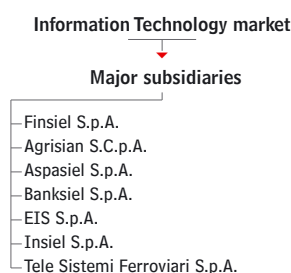 Information Technology market
Major subsidiaries
Finsiel S.p.A.
Agrisian S.C.p.A.
Aspasiel S.p.A.
Banksiel S.p.A.
EIS S.p.A.
Insiel S.p.A.
Tele Sistemi Ferroviari S.p.A.